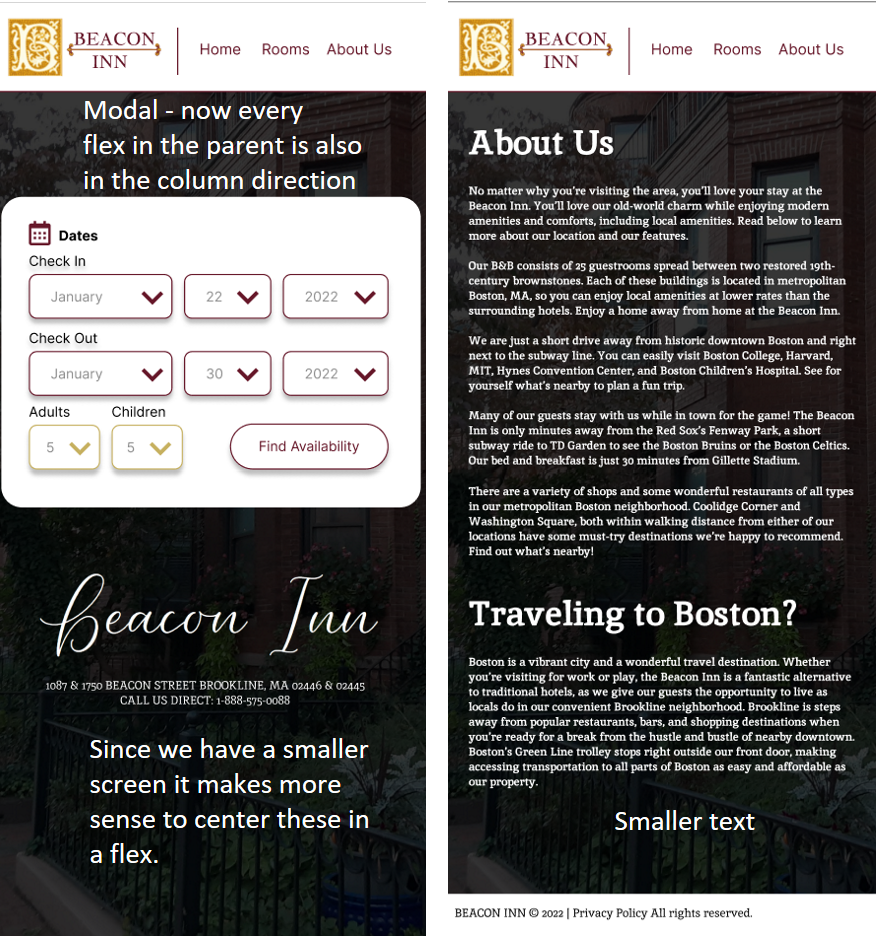 BEACON
INN
Home Rooms About Us
Modal - now every
flex in the parent is also
in the column direction
Dates
Check In
January 22 2022
Check Out
January 30 2022
Adults Children
5 5 Find Availability
Beacon Inn
1087 & 1750 BEACON STREET BROOKLINE, MA 02446 & 02445
CALL US DIRECT: 1-888-575-0088
Since we have a smaller
screen it makes more
sense to center these in
a flex.
B
BEACON
INN
Home Rooms About Us
About Us
No matter why you're visiting the area, you'll love your stay at the
Beacon Inn. You'll love our old-world charm while enjoying modern
amenities and comforts, including local amenities. Read below to learn
more about our location and our features.
Our B&B consists of 25 guestrooms spread between two restored 19th-
century brownstones. Each of these buildings is located in metropolitan
Boston, MA, so you can enjoy local amenities at lower rates than the
surrounding hotels. Enjoy a home away from home at the Beacon Inn.
We are just a short drive away from historic downtown Boston and right
next to the subway line. You can easily visit Boston College, Harvard,
MIT, Hynes Convention Center, and Boston Children's Hospital. See for
yourself what's nearby to plan a fun trip.
Many of our guests stay with us while in town for the game! The Beacon
Inn is only minutes away from the Red Sox's Fenway Park, a short
subway ride to TD Garden to see the Boston Bruins or the Boston Celtics.
Our bed and breakfast is just 30 minutes from Gillette Stadium.
There are a variety of shops and some wonderful restaurants of all types
in our metropolitan Boston neighborhood. Coolidge Corner and
Washington Square, both within walking distance from either of our
locations have some must-try destinations we're happy to recommend.
Find out what's nearby!
Traveling to Boston?
Boston is a vibrant city and a wonderful travel destination. Whether
you're visiting for work or play, the Beacon Inn is a fantastic alternative
to traditional hotels, as we give our guests the opportunity to live as
locals do in our convenient Brookline neighborhood. Brookline is steps
away from popular restaurants, bars, and shopping destinations when
you're ready for a break from the hustle and bustle of nearby downtown.
Boston's Green Line trolley stops right outside our front door, making
accessing transportation to all parts of Boston as easy and affordable as
our property.
Smaller text
BEACON INN © 2022 | Privacy Policy All rights reserved.